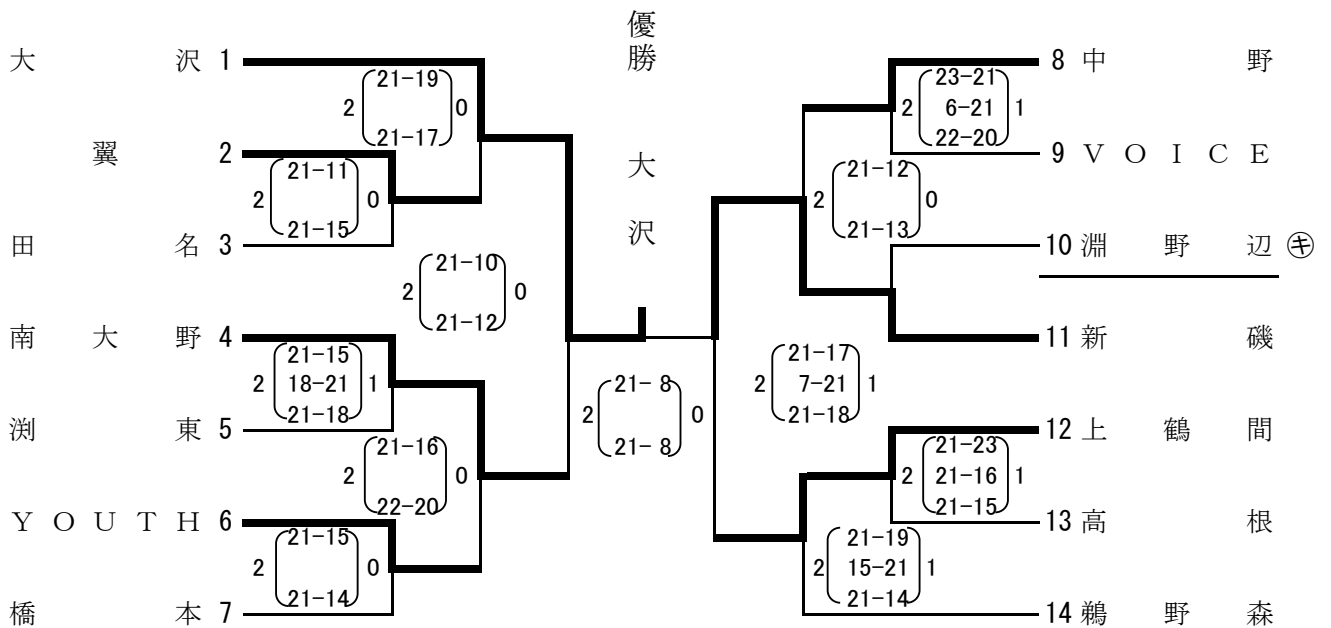 優勝 大沢
大沢 1
21-19
2 0
21-17
翼 2
21-11
2 0
21-15
田名 3
21-10
2 0
21-12
南大野 4
21-15
2 18-21 1
21-18
渕東 5
21-16
2 0
22-20
YOUTH 6
21-15
2 0
21-14
橋本 7
21- 8
2 0
21- 8
8 中野
23-21
2 6-21 1
22-20
9 VOICE
21-12
2 0
21-13
10 淵野辺 ㋖
11 新磯
21-17
2 7-21 1
21-18
12 上鶴間
21-23
2 21-16 1
21-15
13 高根
21-19
2 15-21 1
21-14
14 鵜野森